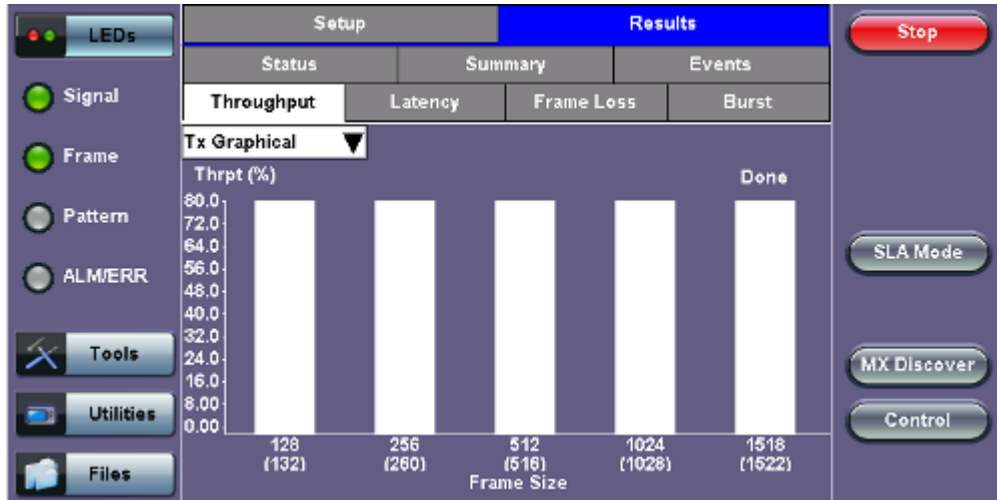 LEDs
Setup
Results
Stop
Status
Summary
Events
Signal
Throughput
Latency
Frame Loss
Burst
Frame
Tx Graphical
Thrpt (%)
Done
80.0
72.0
64.0
56.0
48.0
40.0
32.0
24.0
16.0
8.00
0.00
Pattern
ALM/ERR
SLA Mode
Tools
MX Discover
Utilities
Control
128 256 512 1024 1518
(132) (260) (516) (1028) (1522)
Frame Size
Files